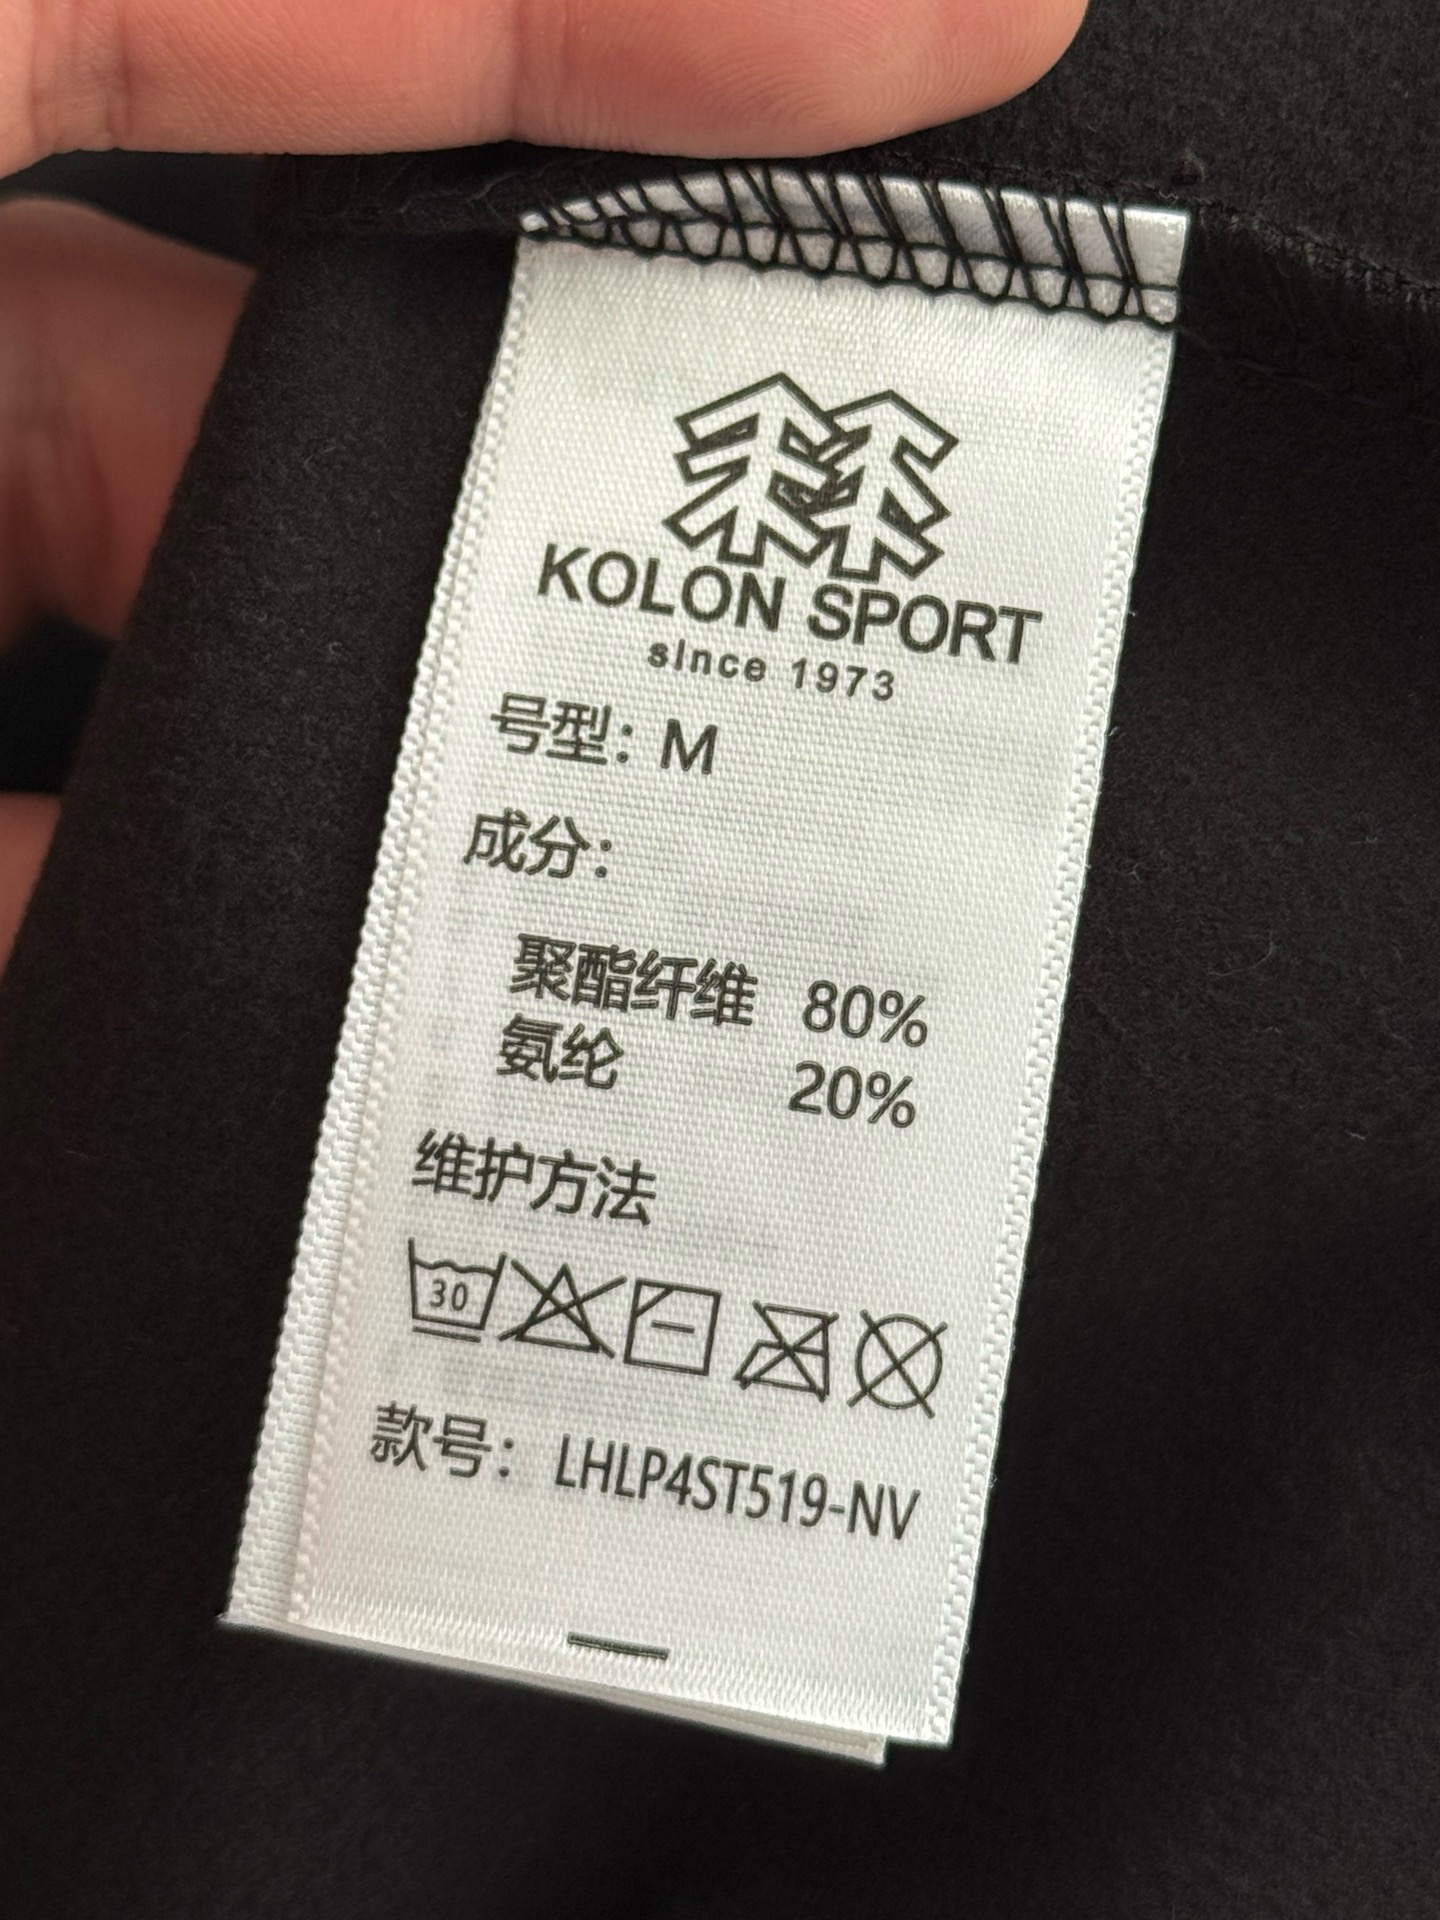 KOLON SPORT
since 1973
号型：M
成分：
聚酯纤维 80%
氨纶 20%
维护方法
30
款号：LHLP4ST519-NV